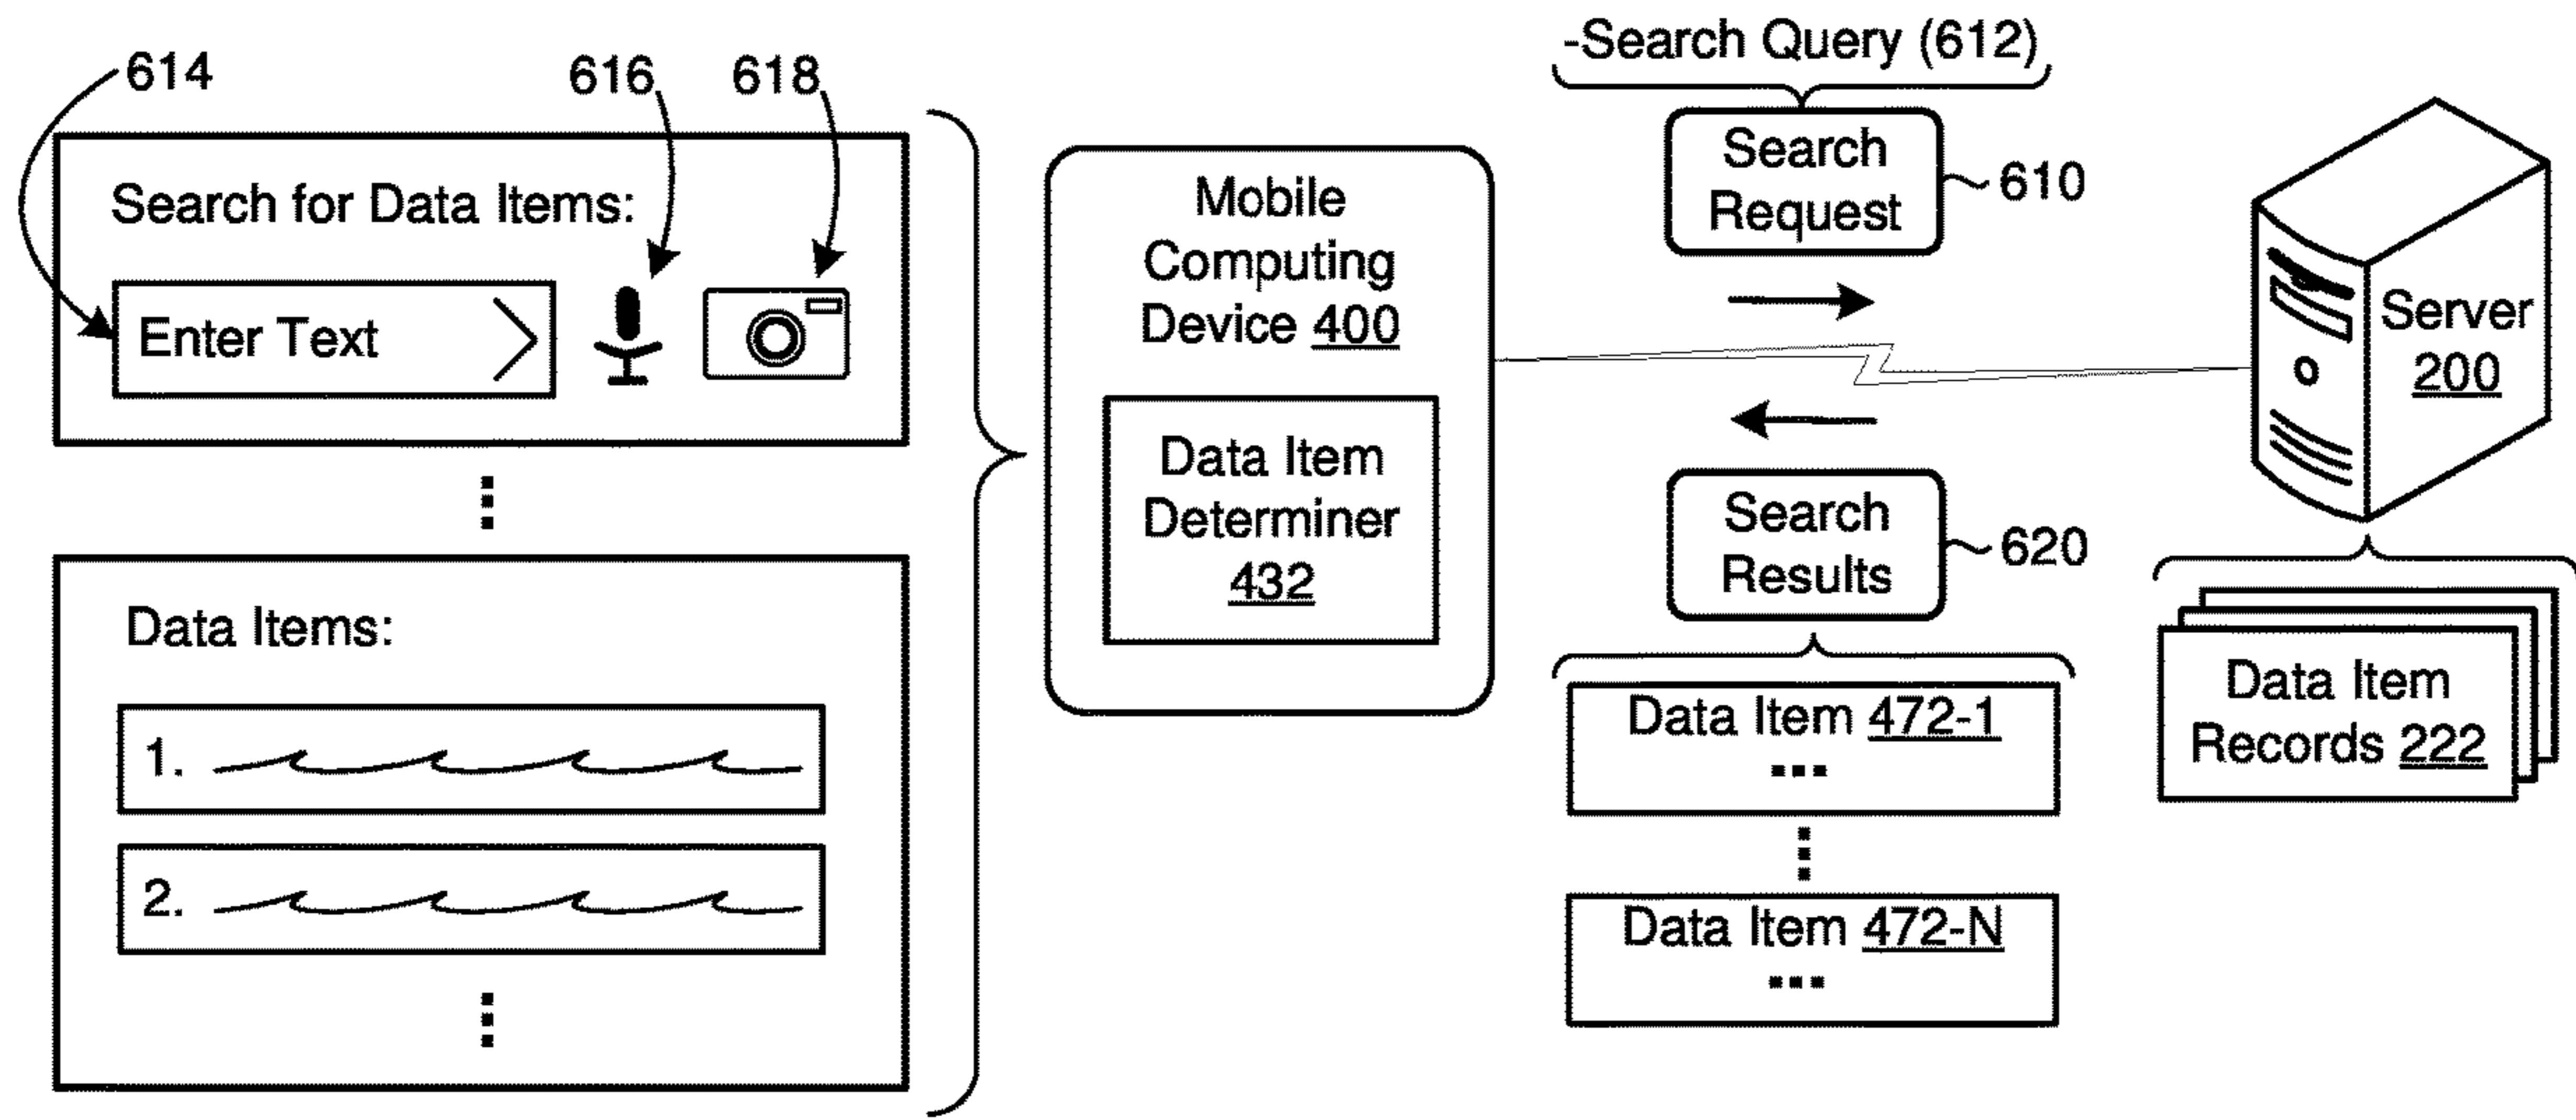 614
616
618
Search for Data Items:
Enter Text
Data Items:
1.
2.
Mobile
Computing
Device 400
Data Item
Determiner
432
-Search Query (612)
Search
Request
610
Search
Results
620
Data Item 472-1
...
Data Item 472-N
...
Server
200
Data Item
Records 222